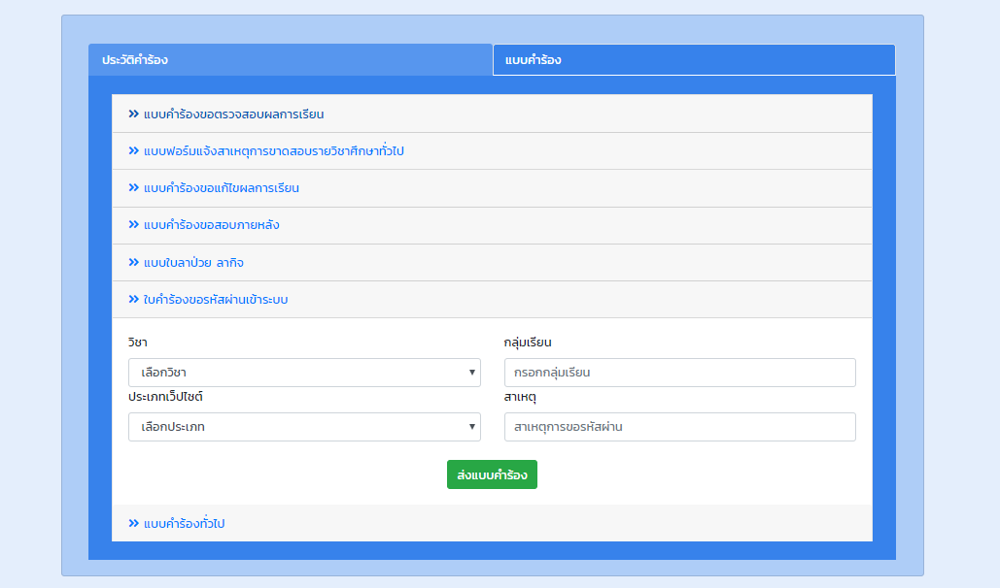 ประวัติคำร้อง
แบบคำร้อง
» แบบคำร้องขอตรวจสอบผลการเรียน
» แบบฟอร์มแจ้งสาเหตุการขาดสอบรายวิชาศึกษาทั่วไป
» แบบคำร้องขอแก้ไขผลการเรียน
» แบบคำร้องขอสอบภายหลัง
» แบบใบลาป่วย ลากิจ
» ใบคำร้องขอรหัสผ่านเข้าระบบ
วิชา
กลุ่มเรียน
เลือกวิชา
กรอกกลุ่มเรียน
ประเภทเว็ปไซต์
สาเหตุ
เลือกประเภท
สาเหตุการขอรหัสผ่าน
ส่งแบบคำร้อง
» แบบคำร้องทั่วไป